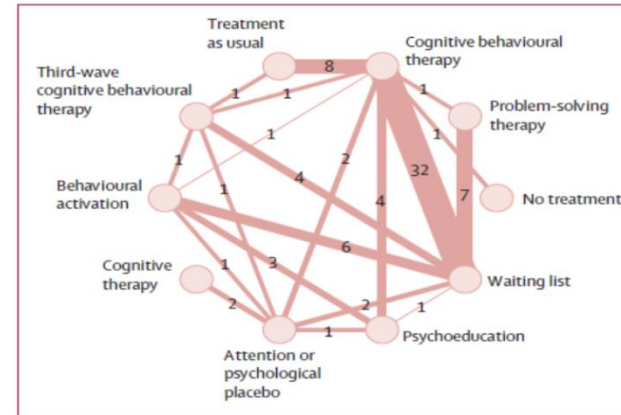 Treatment
as usual
Cognitive behavioural
therapy
Third-wave
cognitive behavioural therapy
Problem-solving
therapy
8
1
1
1
1
1
1
2
4
32
7
1
No treatment
Behavioural
activation
4
6
Cognitive
therapy
1
3
Waiting list
2
2
1
1
Psychoeducation
Attention or
psychological
placebo